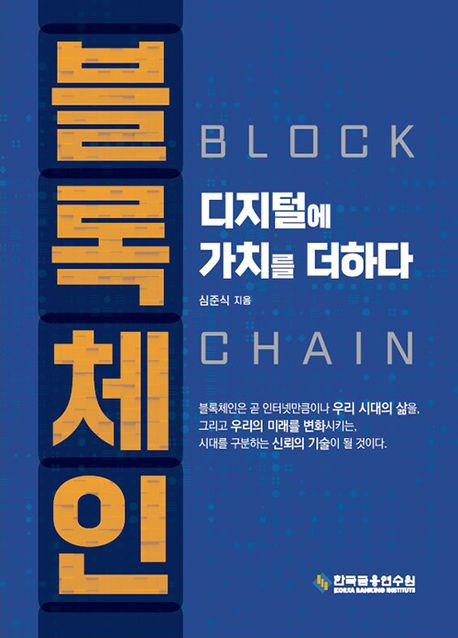 블록체인
BLOCK
디지털에
가치를 더하다
심준식 지음
CHAIN
블록체인은 곧 인터넷만큼이나 우리 시대의 삶을,
그리고 우리의 미래를 변화시키는,
시대를 구분하는 신뢰의 기술이 될 것이다.
한국금융연수원
KOREA BANKING INSTITUTE